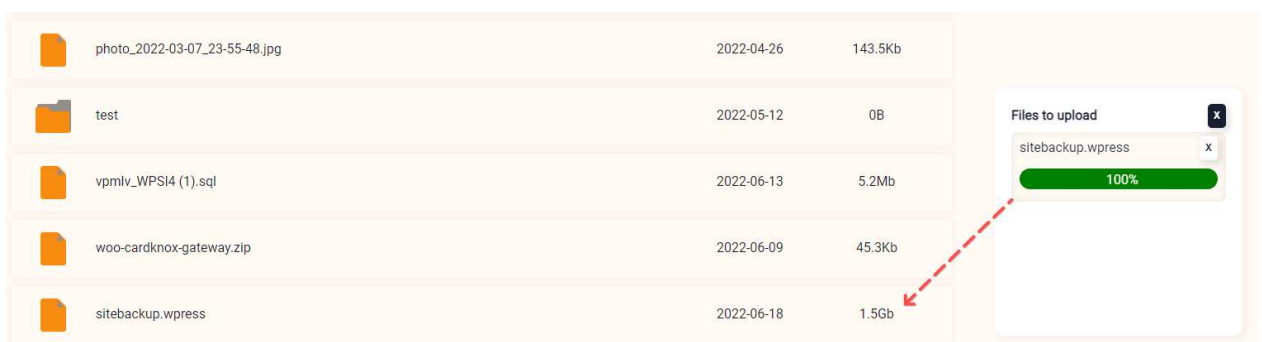 photo_2022-03-07_23-55-48.jpg 2022-04-26 143.5Kb
test 2022-05-12 0B
vpmlv_WPSI4 (1).sql 2022-06-13 5.2Mb
woo-cardknox-gateway.zip 2022-06-09 45.3Kb
sitebackup.wpress 2022-06-18 1.5Gb
Files to upload X
sitebackup.wpress X
100%